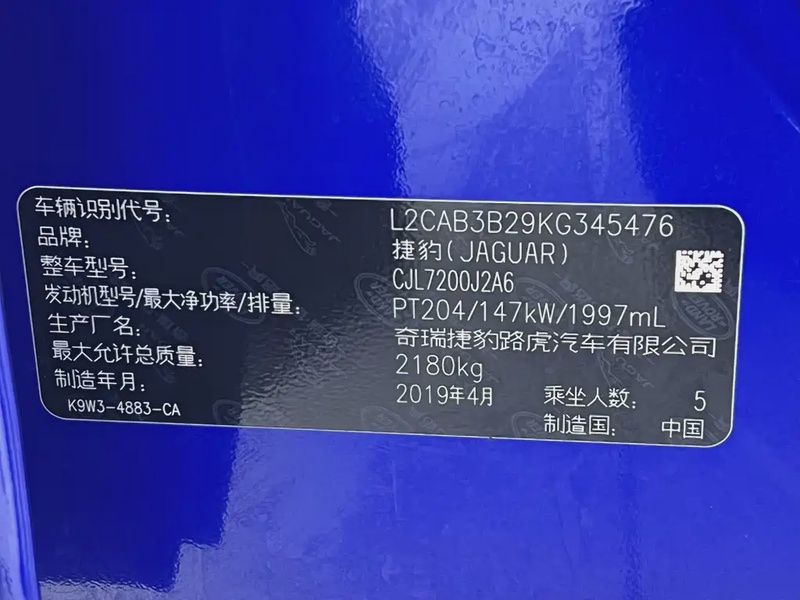 车辆识别代号： L2CAB3B29KG345476
品牌： 捷豹(JAGUAR)
整车型号： CJL7200J2A6
发动机型号/最大净功率/排量： PT204/147kW/1997mL
生产厂名： 奇瑞捷豹路虎汽车有限公司
最大允许总质量： 2180kg
制造年月： 2019年4月 乘坐人数： 5
K9W3-4883-CA 制造国： 中国